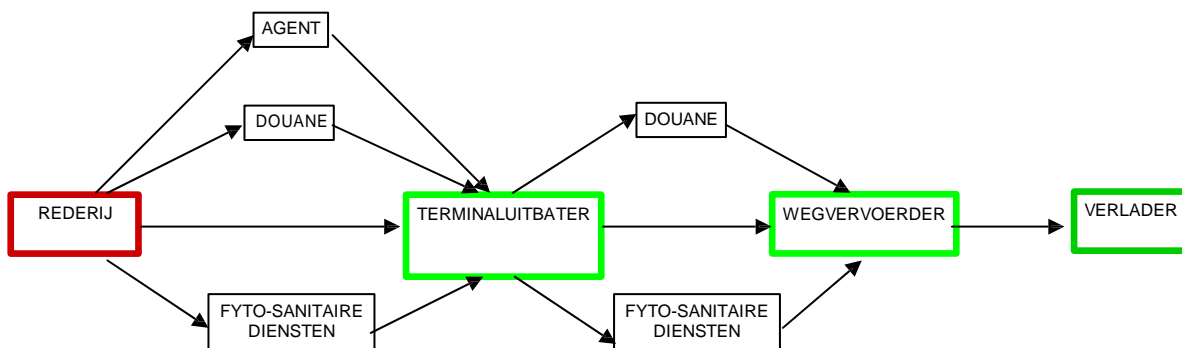 AGENT
DOUANE
DOUANE
REDERIJ
TERMINALUITBATER
WEGVERVOERDER
VERLADER
FYTO-SANITAIRE
DIENSTEN
FYTO-SANITAIRE
DIENSTEN